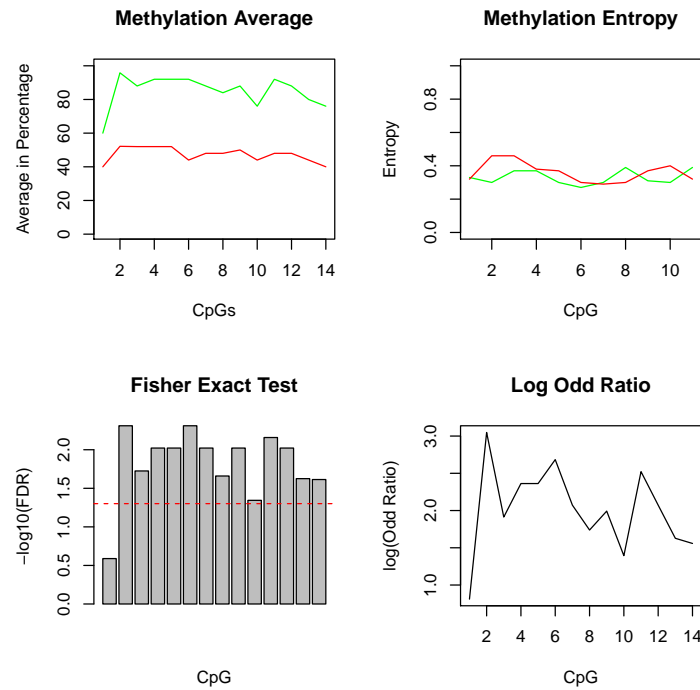 Methylation Average
Average in Percentage
0 20 40 60 80
2 4 6 8 10 12 14
CpGs
Methylation Entropy
Entropy
0.0 0.4 0.8
2 4 6 8 10
CpG
Fisher Exact Test
−log10(FDR)
0.0 0.5 1.0 1.5 2.0
CpG
Log Odd Ratio
log(Odd Ratio)
1.0 2.0 3.0
2 4 6 8 10 12 14
CpG